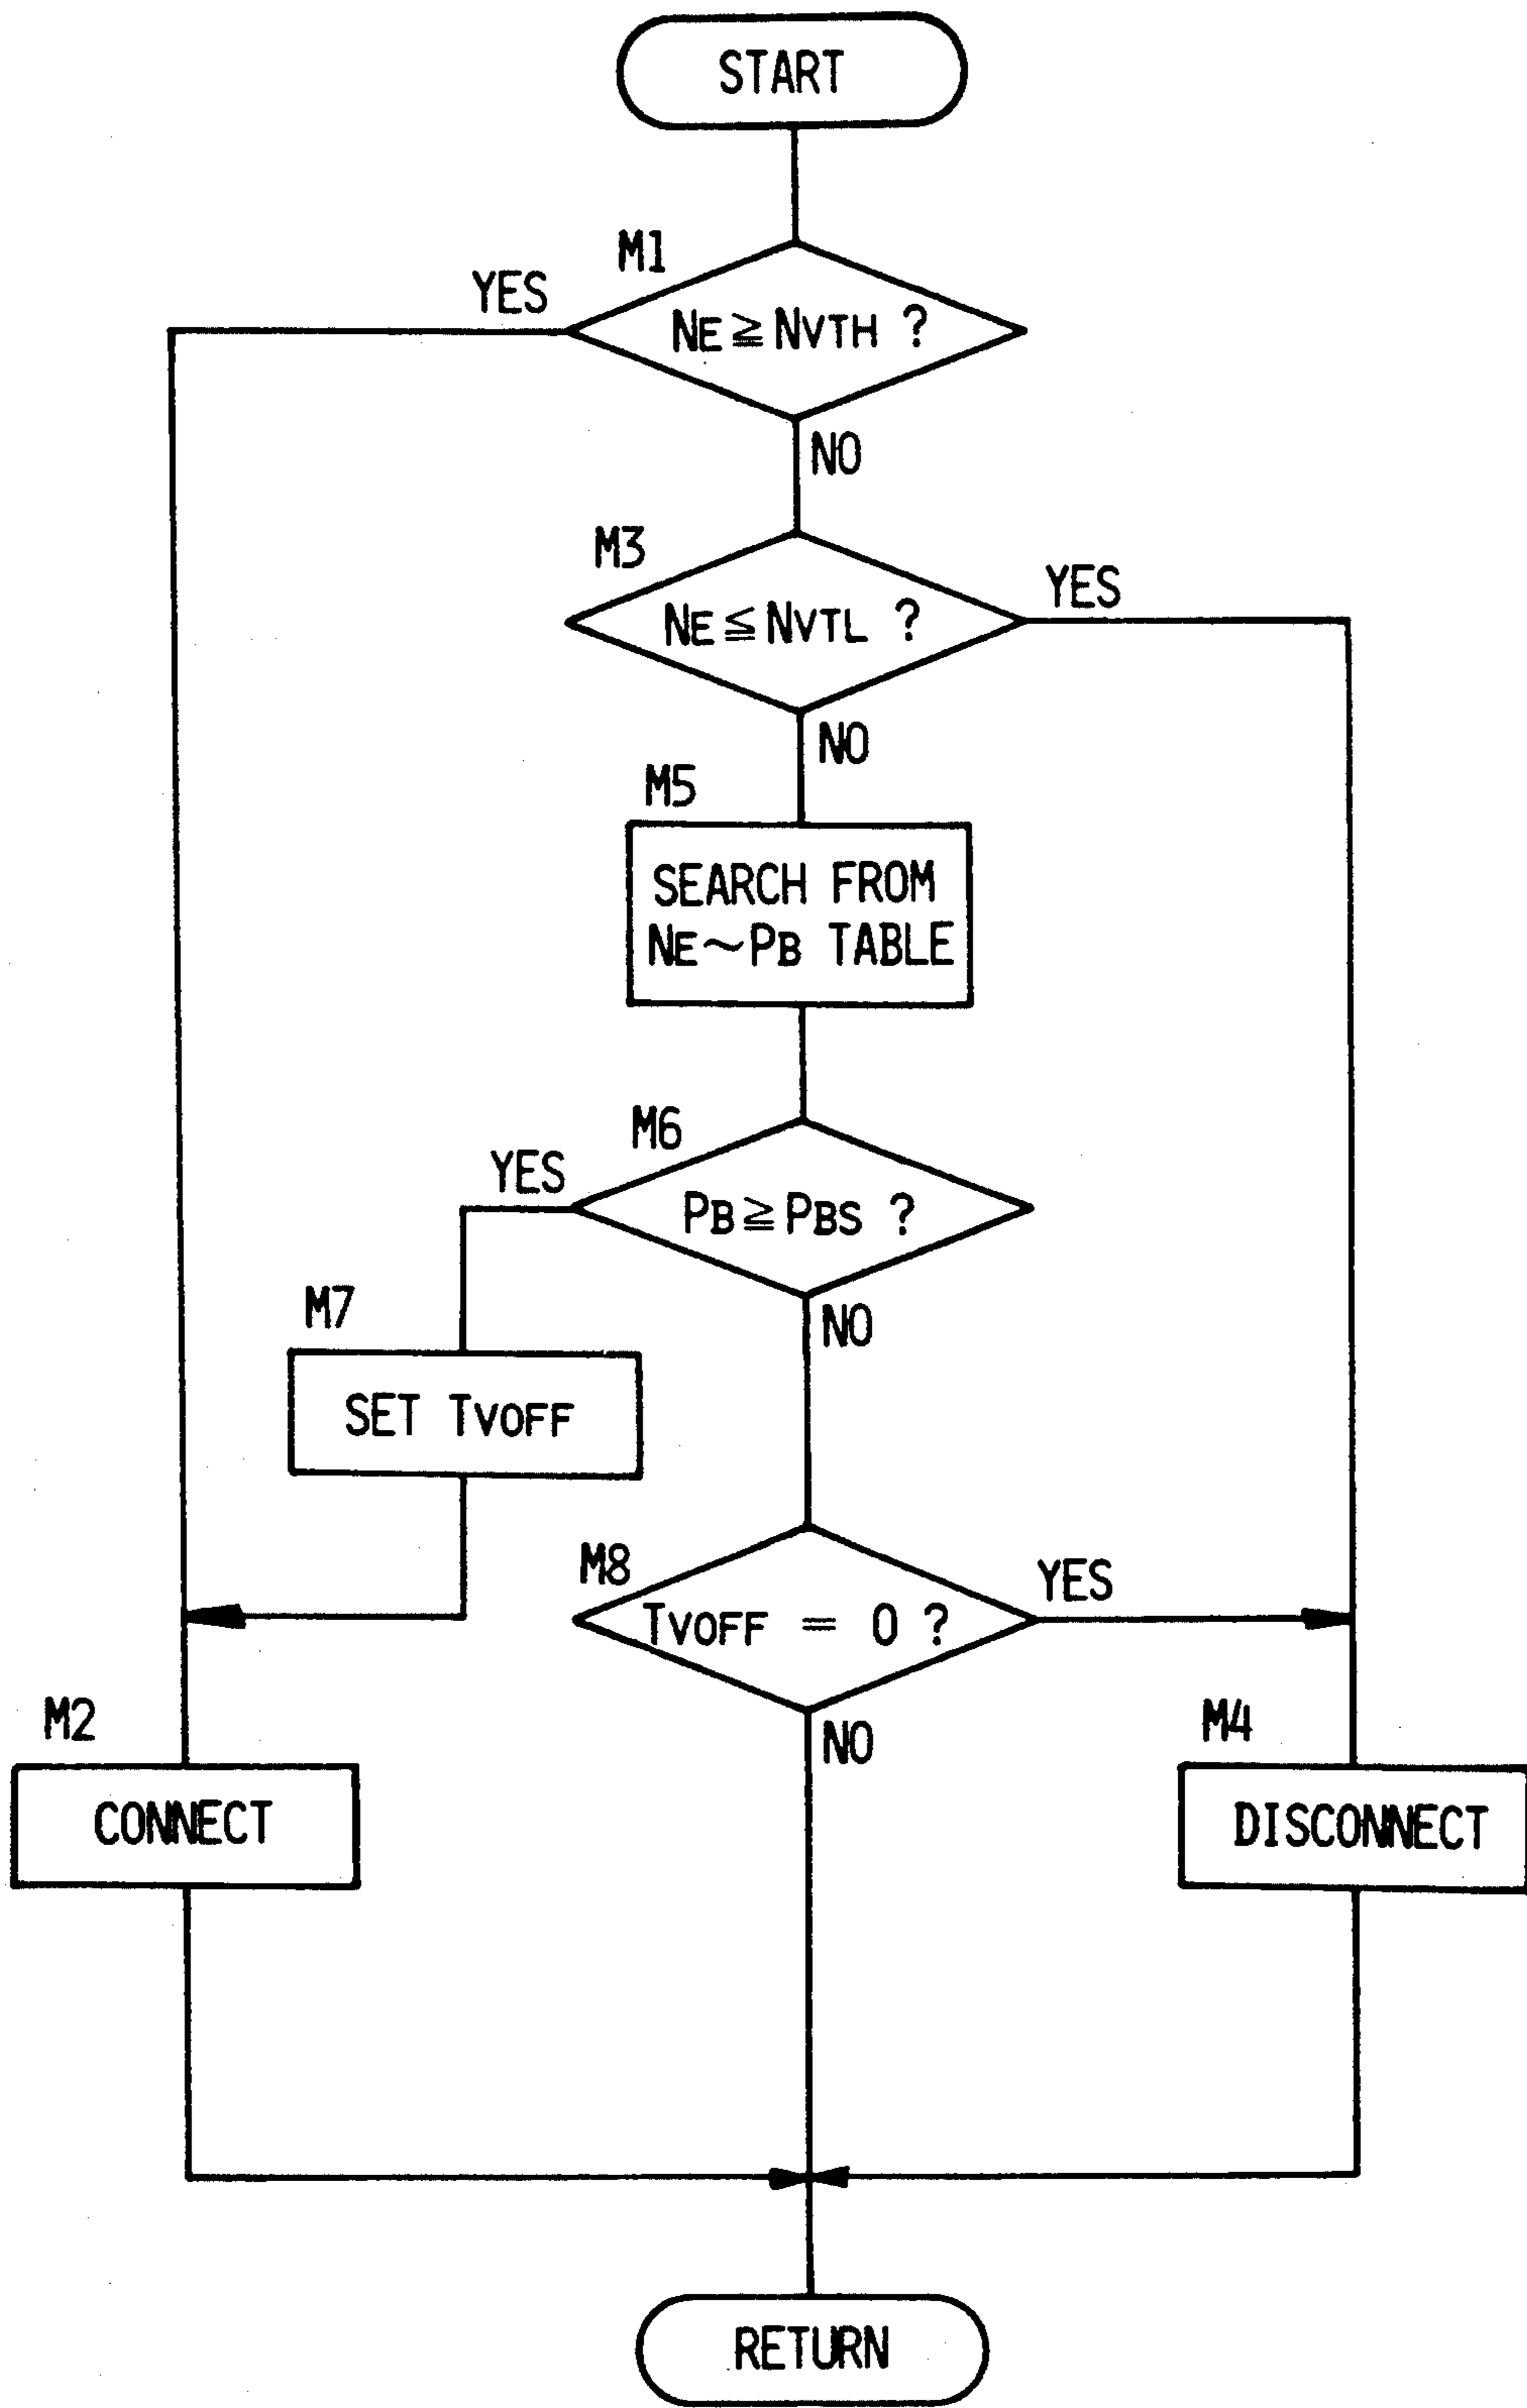 START
M1
YES
NE ≧ NVTH ?
NO
M3
YES
NE ≦ NVTL ?
NO
M5
SEARCH FROM
NE~PB TABLE
M6
YES
PB ≧ PBS ?
NO
M7
SET TVOFF
M8
YES
TVOFF = 0 ?
NO
M2
CONNECT
M4
DISCONNECT
RETURN